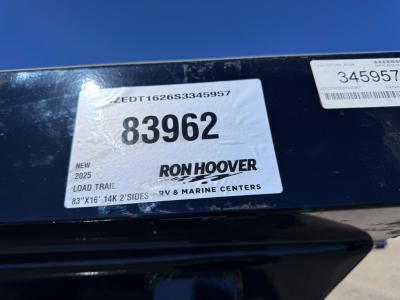 ZEDT1626S3345957
83962
NEW
2025
LOAD TRAIL
83"X16' 14K 2'SIDES
RON HOOVER
RV & MARINE CENTERS
345957